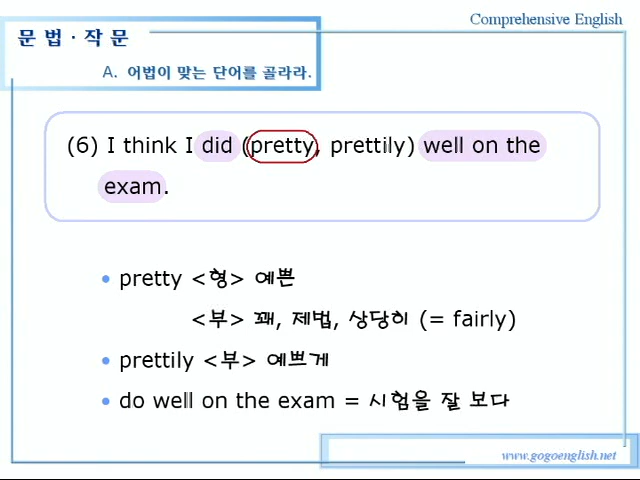 Comprehensive English
문 법 · 작 문
A. 어법이 맞는 단어를 골라라.
(6) I think I did (pretty, prettily) well on the
exam.
• pretty <형> 예쁜
<부> 꽤, 제법, 상당히 (= fairly)
• prettily <부> 예쁘게
• do well on the exam = 시험을 잘 보다
www.gogoenglish.net